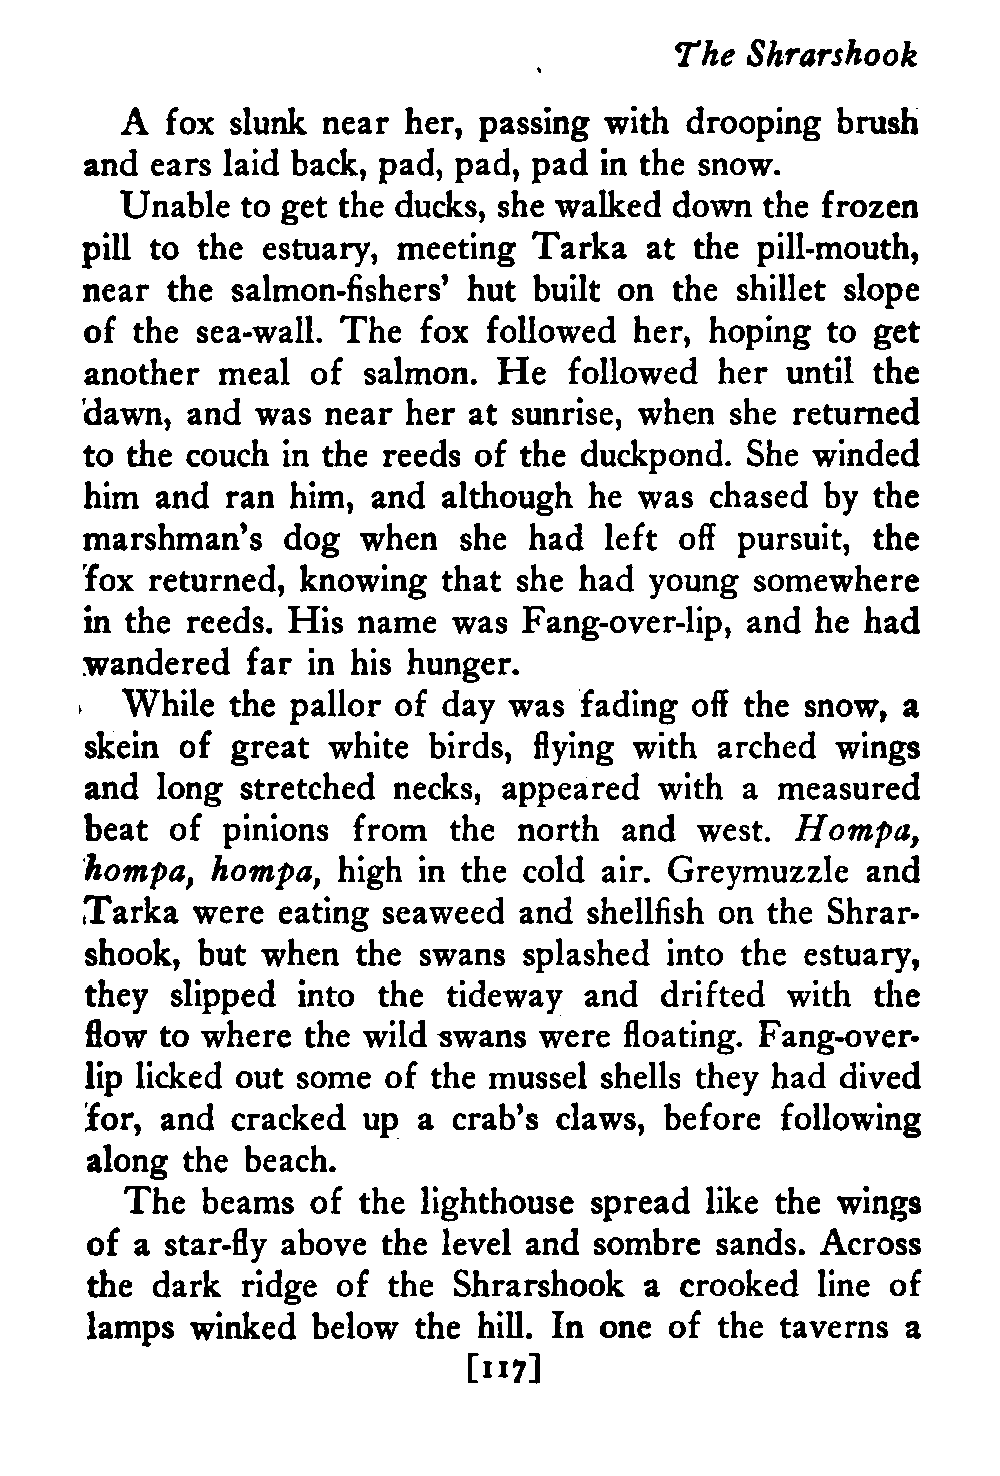 The Shrarshook
A fox slunk near her, passing with drooping brush
and ears laid back, pad, pad, pad in the snow.
Unable to get the ducks, she walked down the frozen
pill to the estuary, meeting Tarka at the pill-mouth,
near the salmon-fishers' hut built on the shillet slope
of the sea-wall. The fox followed her, hoping to get
another meal of salmon. He followed her until the
dawn, and was near her at sunrise, when she returned
to the couch in the reeds of the duckpond. She winded
him and ran him, and although he was chased by the
marshman's dog when she had left off pursuit, the
fox returned, knowing that she had young somewhere
in the reeds. His name was Fang-over-lip, and he had
wandered far in his hunger.
While the pallor of day was fading off the snow, a
skein of great white birds, flying with arched wings
and long stretched necks, appeared with a measured
beat of pinions from the north and west. Hompa,
hompa, hompa, high in the cold air. Greymuzzle and
Tarka were eating seaweed and shellfish on the Shrar-
shook, but when the swans splashed into the estuary,
they slipped into the tideway and drifted with the
flow to where the wild swans were floating. Fang-over-
lip licked out some of the mussel shells they had dived
for, and cracked up a crab's claws, before following
along the beach.
The beams of the lighthouse spread like the wings
of a star-fly above the level and sombre sands. Across
the dark ridge of the Shrarshook a crooked line of
lamps winked below the hill. In one of the taverns a
[117]